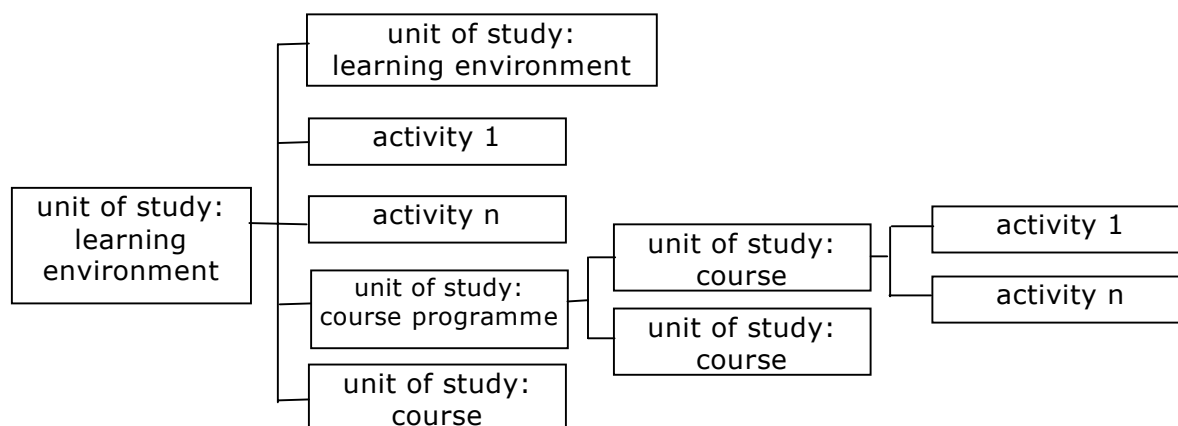 unit of study:
learning environment
activity 1
activity n
unit of study:
learning
environment
unit of study:
course programme
unit of study:
course
unit of study:
course
unit of study:
course
activity 1
activity n